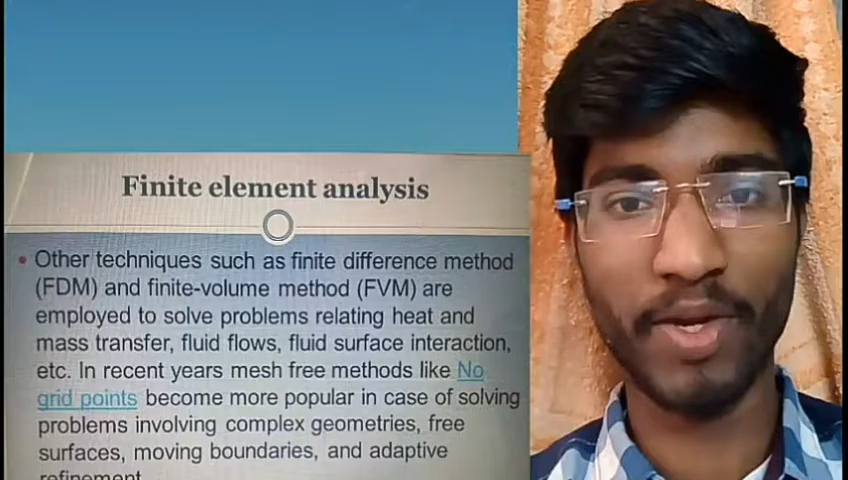 Finite element analysis
Other techniques such as finite difference method
(FDM) and finite-volume method (FVM) are
employed to solve problems relating heat and
mass transfer, fluid flows, fluid surface interaction,
etc. In recent years mesh free methods like No
grid points become more popular in case of solving
problems involving complex geometries, free
surfaces, moving boundaries, and adaptive
refinement